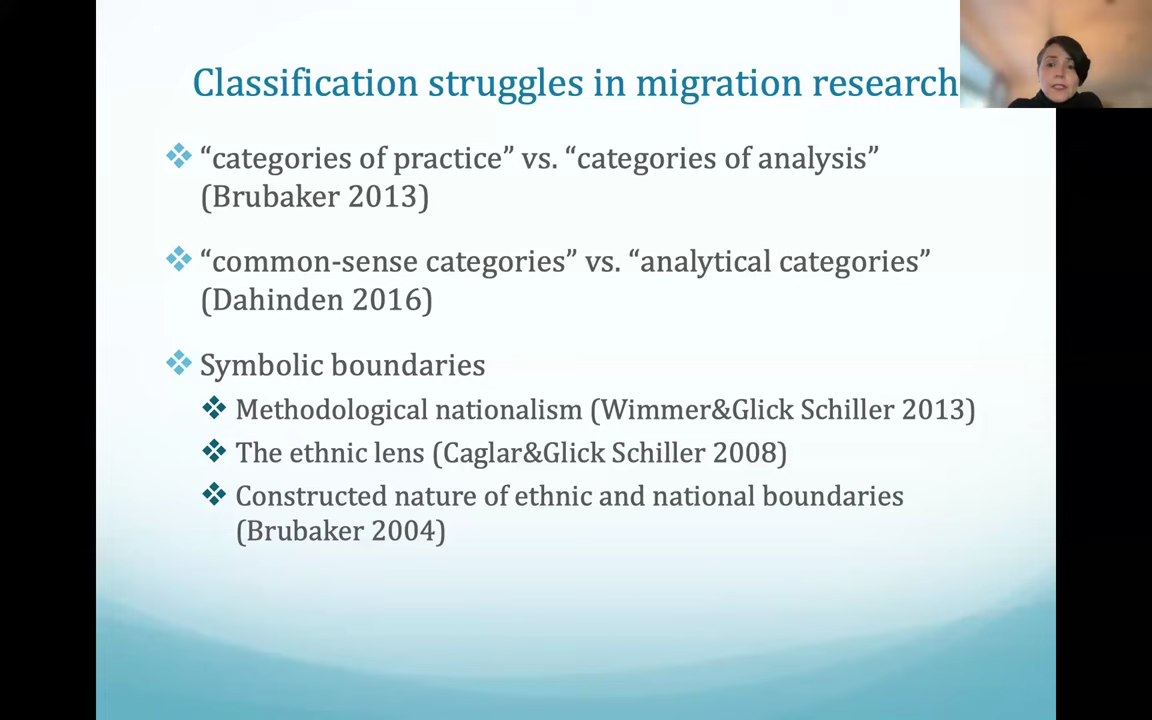 Classification struggles in migration research
“categories of practice” vs. “categories of analysis”
(Brubaker 2013)
“common-sense categories” vs. “analytical categories”
(Dahinden 2016)
Symbolic boundaries
Methodological nationalism (Wimmer&Glick Schiller 2013)
The ethnic lens (Caglar&Glick Schiller 2008)
Constructed nature of ethnic and national boundaries
(Brubaker 2004)